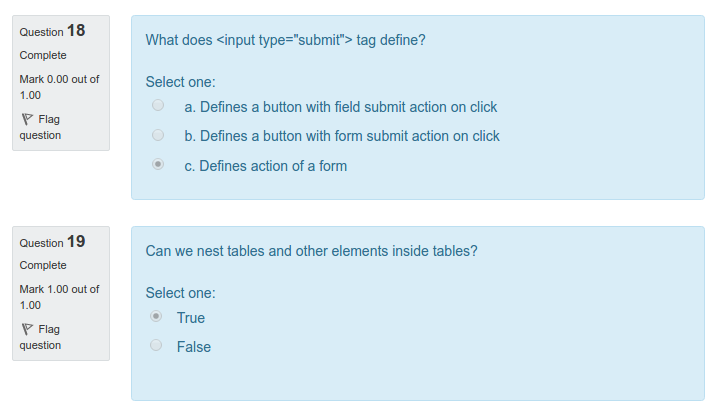 Question 18
Complete
Mark 0.00 out of
1.00
Flag
question
What does <input type="submit"> tag define?
Select one:
a. Defines a button with field submit action on click
b. Defines a button with form submit action on click
c. Defines action of a form
Question 19
Complete
Mark 1.00 out of
1.00
Flag
question
Can we nest tables and other elements inside tables?
Select one:
True
False